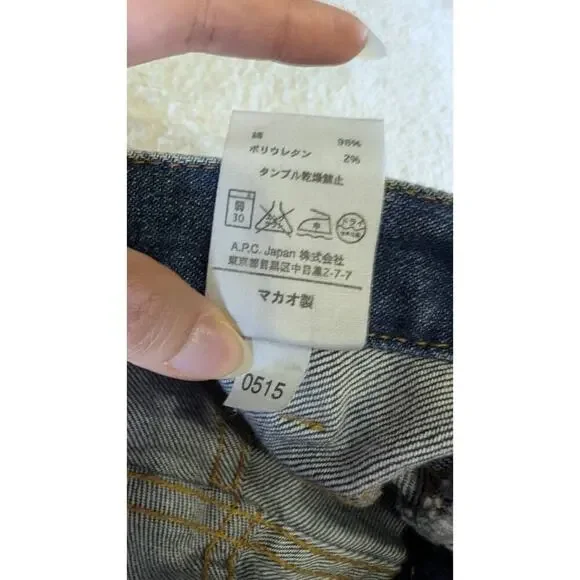 綿 98%
ポリウレタン 2%
タンブル乾燥禁止
弱
30
中
ドライ
A.P.C. Japan 株式会社
東京都目黒区中目黒2-7-7
マカオ製
0515